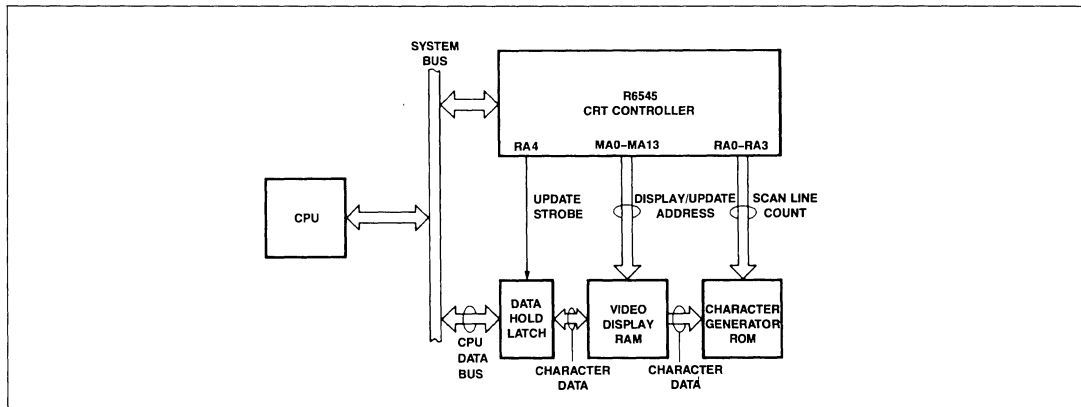 SYSTEM
BUS
R6545
CRT CONTROLLER
RA4
MA0-MA13
RA0-RA3
CPU
UPDATE
STROBE
DISPLAY/UPDATE
ADDRESS
SCAN LINE
COUNT
DATA
HOLD
LATCH
VIDEO
DISPLAY
RAM
CHARACTER
GENERATOR
ROM
CPU
DATA
BUS
CHARACTER
DATA
CHARACTER
DATA